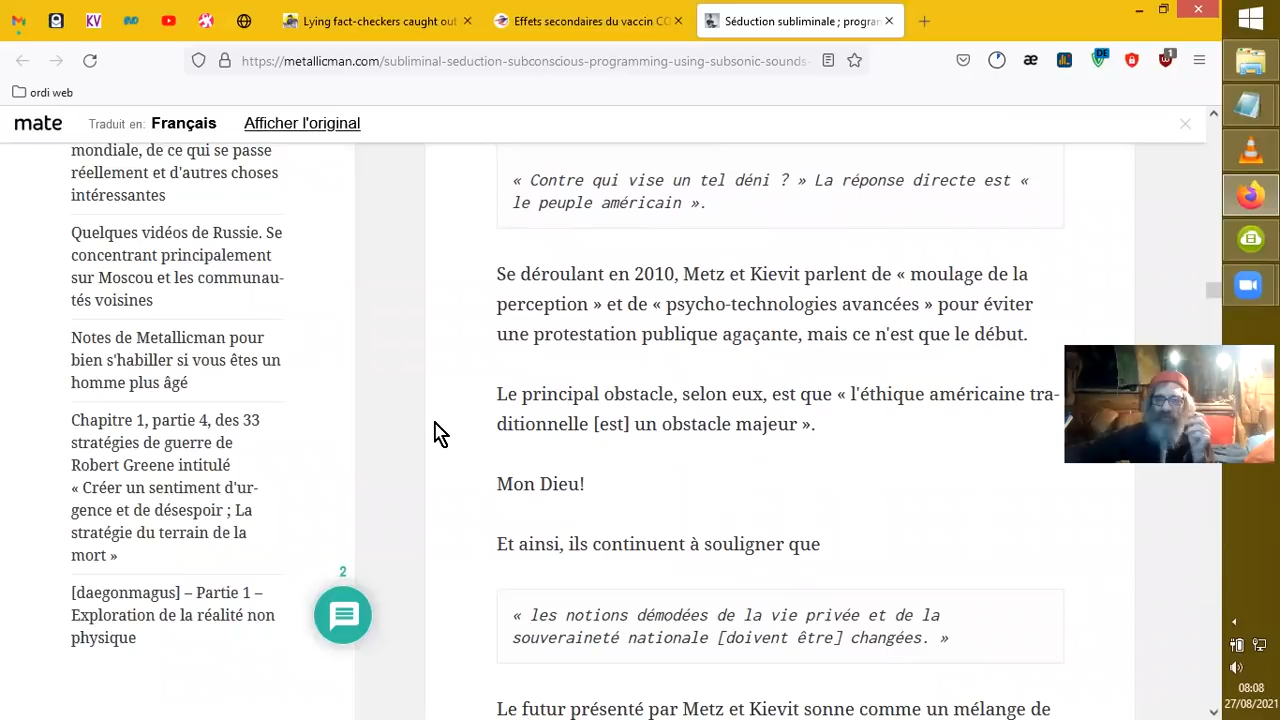 Lying fact-checkers caught out
Effets secondaires du vaccin CO
Séduction subliminale ; progran
https://metallicman.com/subliminal-seduction-subconscious-programming-using-subsonic-sounds-
ordi web
mate
Traduit en: Français
Afficher l'original
mondiale, de ce qui se passe
réellement et d'autres choses
intéressantes
Quelques vidéos de Russie. Se
concentrant principalement
sur Moscou et les communau-
tés voisines
Notes de Metallicman pour
bien s'habiller si vous êtes un
homme plus âgé
Chapitre 1, partie 4, des 33
stratégies de guerre de
Robert Greene intitulé
« Créer un sentiment d'ur-
gence et de désespoir ; La
stratégie du terrain de la
mort »
[daegonmagus] – Partie 1 –
Exploration de la réalité non
physique
2
« Contre qui vise un tel déni ? » La réponse directe est «
le peuple américain ».
Se déroulant en 2010, Metz et Kievit parlent de « moulage de la
perception » et de « psycho-technologies avancées » pour éviter
une protestation publique agaçante, mais ce n'est que le début.
Le principal obstacle, selon eux, est que « l'éthique américaine tra-
ditionnelle [est] un obstacle majeur ».
Mon Dieu!
Et ainsi, ils continuent à souligner que
« les notions démodées de la vie privée et de la
souveraineté nationale [doivent être] changées. »
Le futur présenté par Metz et Kievit sonne comme un mélange de
KV
æ
DE
1
08:08
27/08/2021